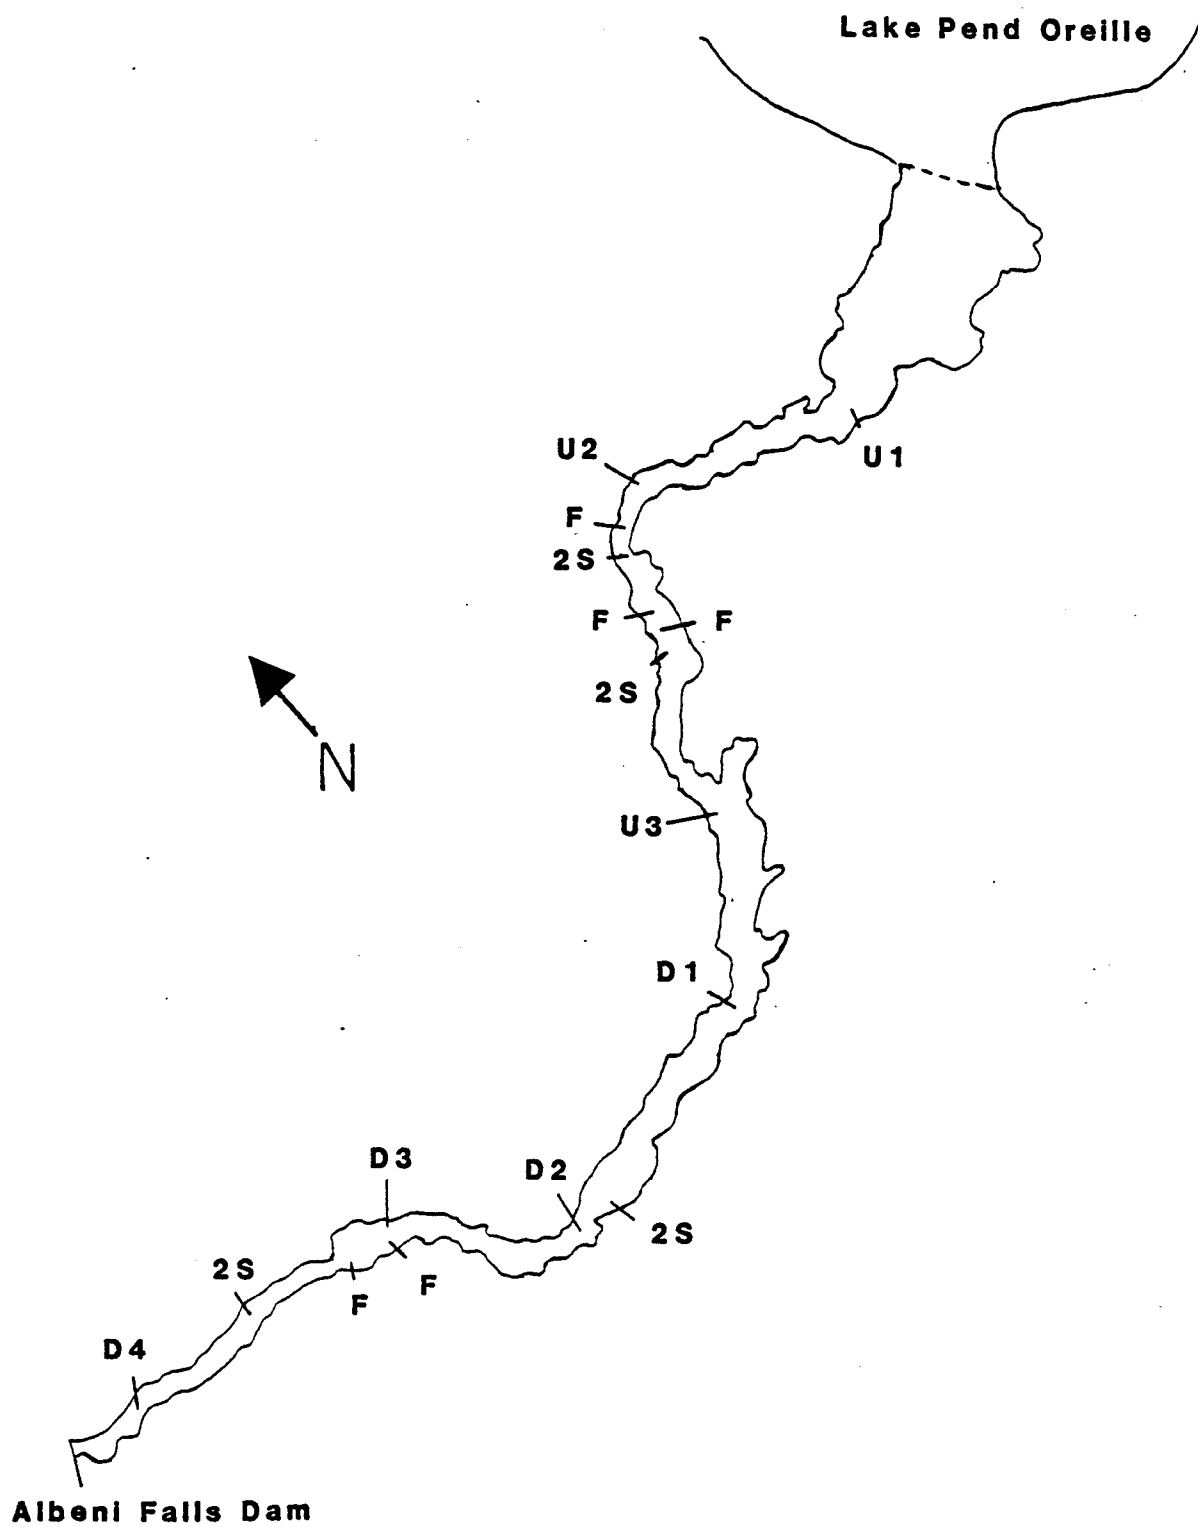 Lake Pend Oreille
U2
U1
F
2S
F
F
2S
N
U3
D1
D3
D2
2S
2S
F
F
D4
Albeni Falls Dam